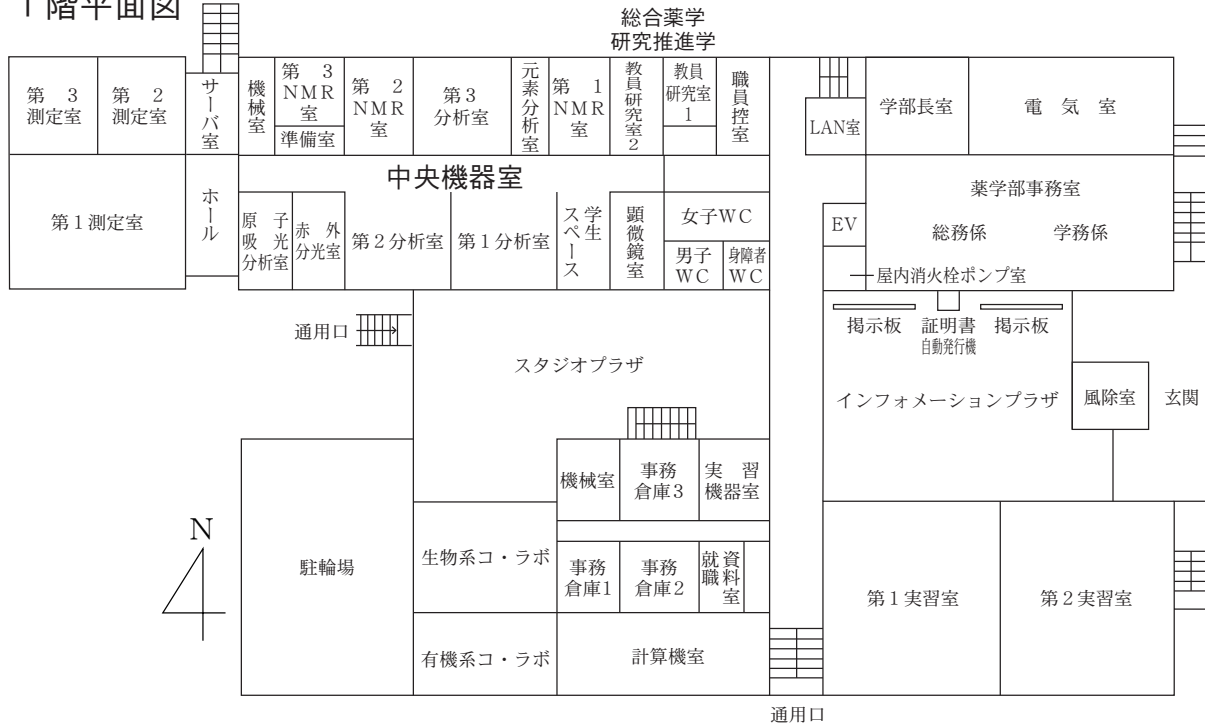 1階平面図
総合薬学
研究推進学
第　3
測定室
第　2
測定室
サーバ室
機械室
第　3
NMR
室
準備室
第　2
NMR
室
第3
分析室
元素分析室
第　1
NMR
室
教員研究室2
教員
研究室
1
職員控室
LAN室
学部長室
電　気　室
中央機器室
第1測定室
ホール
原　子
吸　光
分析室
赤　外
分光室
第2分析室
第1分析室
学生
スペース
顕微鏡室
女子WC
男子
WC
身障者
WC
EV
薬学部事務室
総務係
学務係
屋内消火栓ポンプ室
掲示板
証明書
自動発行機
掲示板
通用口
スタジオプラザ
インフォメーションプラザ
風除室
玄関
機械室
事務
倉庫3
実　習
機器室
N
駐輪場
生物系コ・ラボ
事務
倉庫1
事務
倉庫2
就職
資料室
第1実習室
第2実習室
有機系コ・ラボ
計算機室
通用口